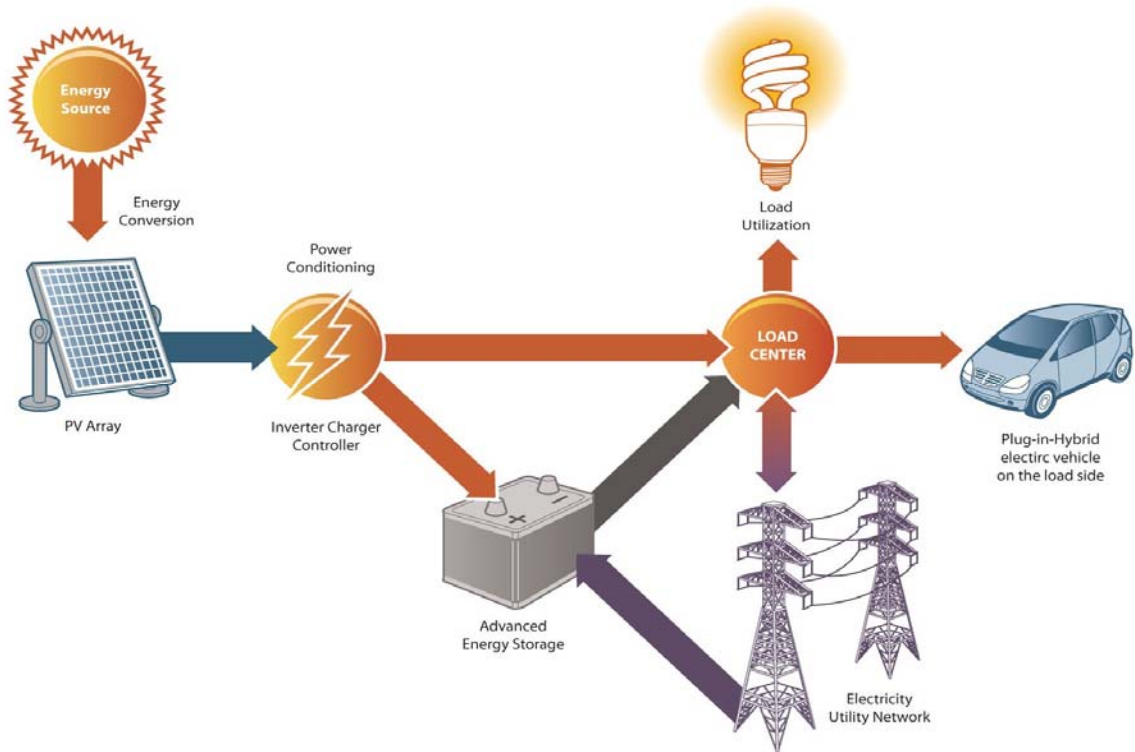 Energy
Source
Energy
Conversion
PV Array
Power
Conditioning
Inverter Charger
Controller
Load
Utilization
LOAD
CENTER
Plug-in-Hybrid
electirc vehicle
on the load side
+
−
Advanced
Energy Storage
Electricity
Utility Network